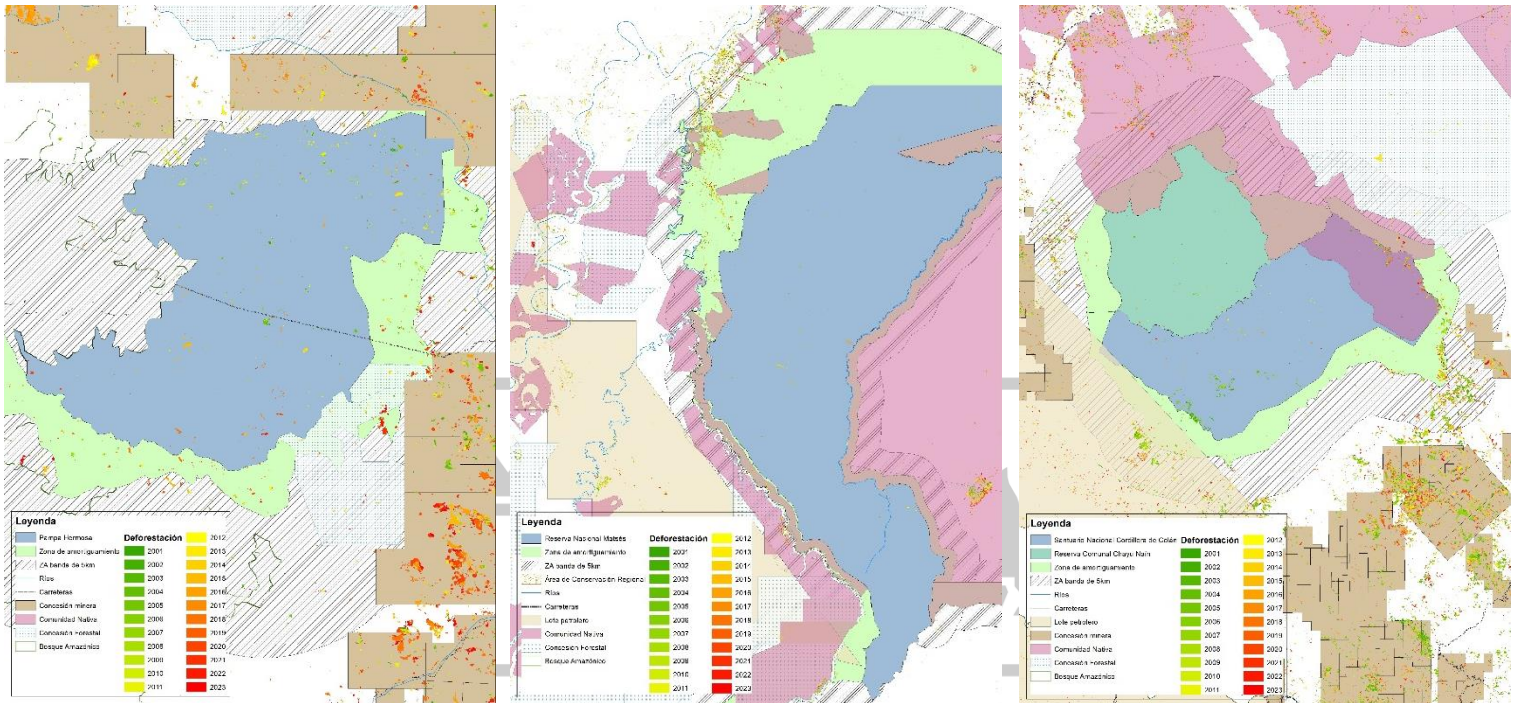 Leyenda
Pampa Hermosa
Zona de amortiguamiento
ZA banda de 5km
Ríos
Carreteras
Concesión minera
Comunidad Nativa
Concesión Forestal
Bosque Amazónico
Deforestación
2001
2002
2003
2004
2005
2006
2007
2008
2009
2010
2011
2012
2013
2014
2015
2016
2017
2018
2019
2020
2021
2022
2023
Leyenda
Reserva Nacional Matsés
Zona de amortiguamiento
ZA banda de 5km
Área de Conservación Regional
Ríos
Carreteras
Lote petrolero
Comunidad Nativa
Concesión Forestal
Bosque Amazónico
Deforestación
2001
2002
2003
2004
2005
2006
2007
2008
2009
2010
2011
2012
2013
2014
2015
2016
2017
2018
2019
2020
2021
2022
2023
Leyenda
Santuario Nacional Cordillera de Colán
Reserva Comunal Chayu Naín
Zona de amortiguamiento
ZA banda de 5km
Ríos
Carreteras
Lote petrolero
Concesión minera
Comunidad Nativa
Concesión Forestal
Bosque Amazónico
Deforestación
2001
2002
2003
2004
2005
2006
2007
2008
2009
2010
2011
2012
2013
2014
2015
2016
2017
2018
2019
2020
2021
2022
2023